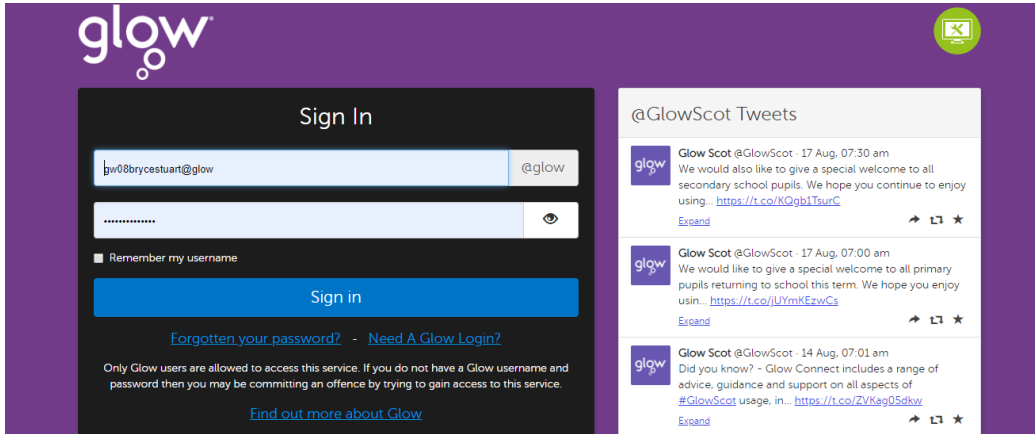 glow
Sign In
gw08brycestuart@glow
@glow
••••••••••••••
Remember my username
Sign in
Forgotten your password? - Need A Glow Login?
Only Glow users are allowed to access this service. If you do not have a Glow username and
password then you may be committing an offence by trying to gain access to this service.
Find out more about Glow
@GlowScot Tweets
glow
Glow Scot @GlowScot · 17 Aug, 07:30 am
We would also like to give a special welcome to all
secondary school pupils. We hope you continue to enjoy
using... https://t.co/KQgb1TsurC
Expand
glow
Glow Scot @GlowScot · 17 Aug, 07:00 am
We would like to give a special welcome to all primary
pupils returning to school this term. We hope you enjoy
usin... https://t.co/jUYmKEzwCs
Expand
glow
Glow Scot @GlowScot · 14 Aug, 07:01 am
Did you know? - Glow Connect includes a range of
advice, guidance and support on all aspects of
#GlowScot usage, in... https://t.co/ZVKag05dkw
Expand